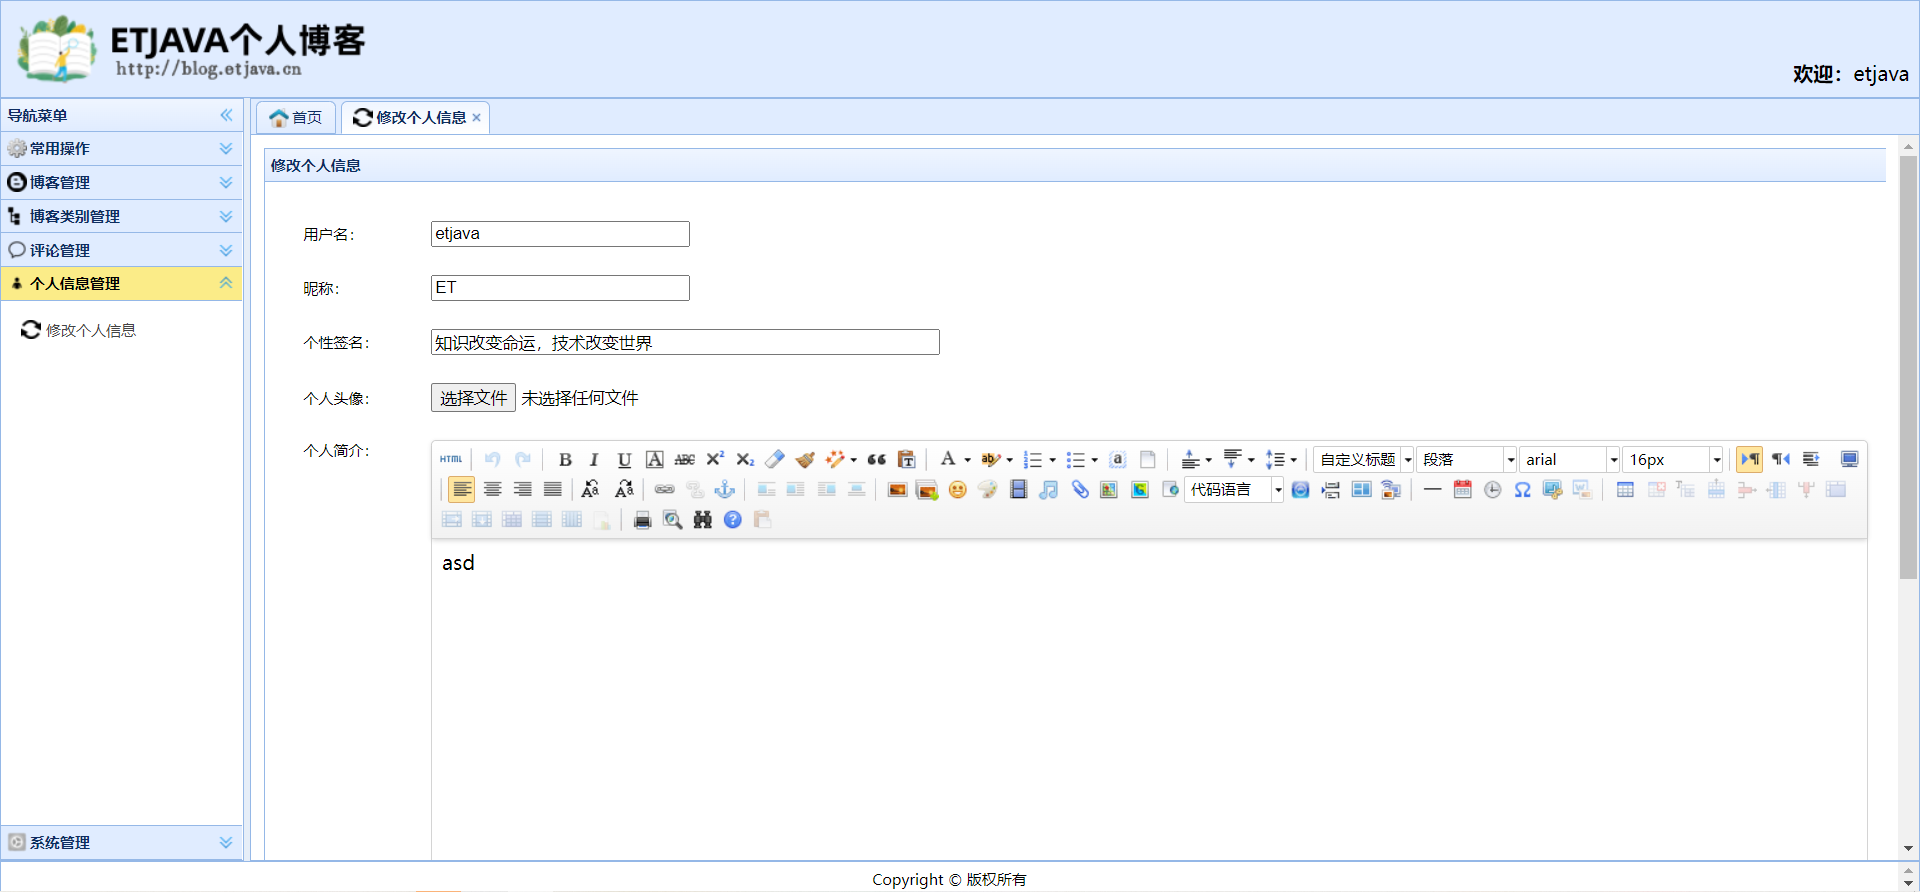 ETJAVA个人博客
http://blog.etjava.cn
欢迎：etjava
导航菜单
常用操作
博客管理
博客类别管理
评论管理
个人信息管理
修改个人信息
系统管理
首页
修改个人信息
修改个人信息
用户名：
etjava
昵称：
ET
个性签名：
知识改变命运，技术改变世界
个人头像：
选择文件 未选择任何文件
个人简介：
HTML B I U A ABC X² X₂ A ab a 自定义标题 段落 arial 16px
代码语言
asd
Copyright © 版权所有